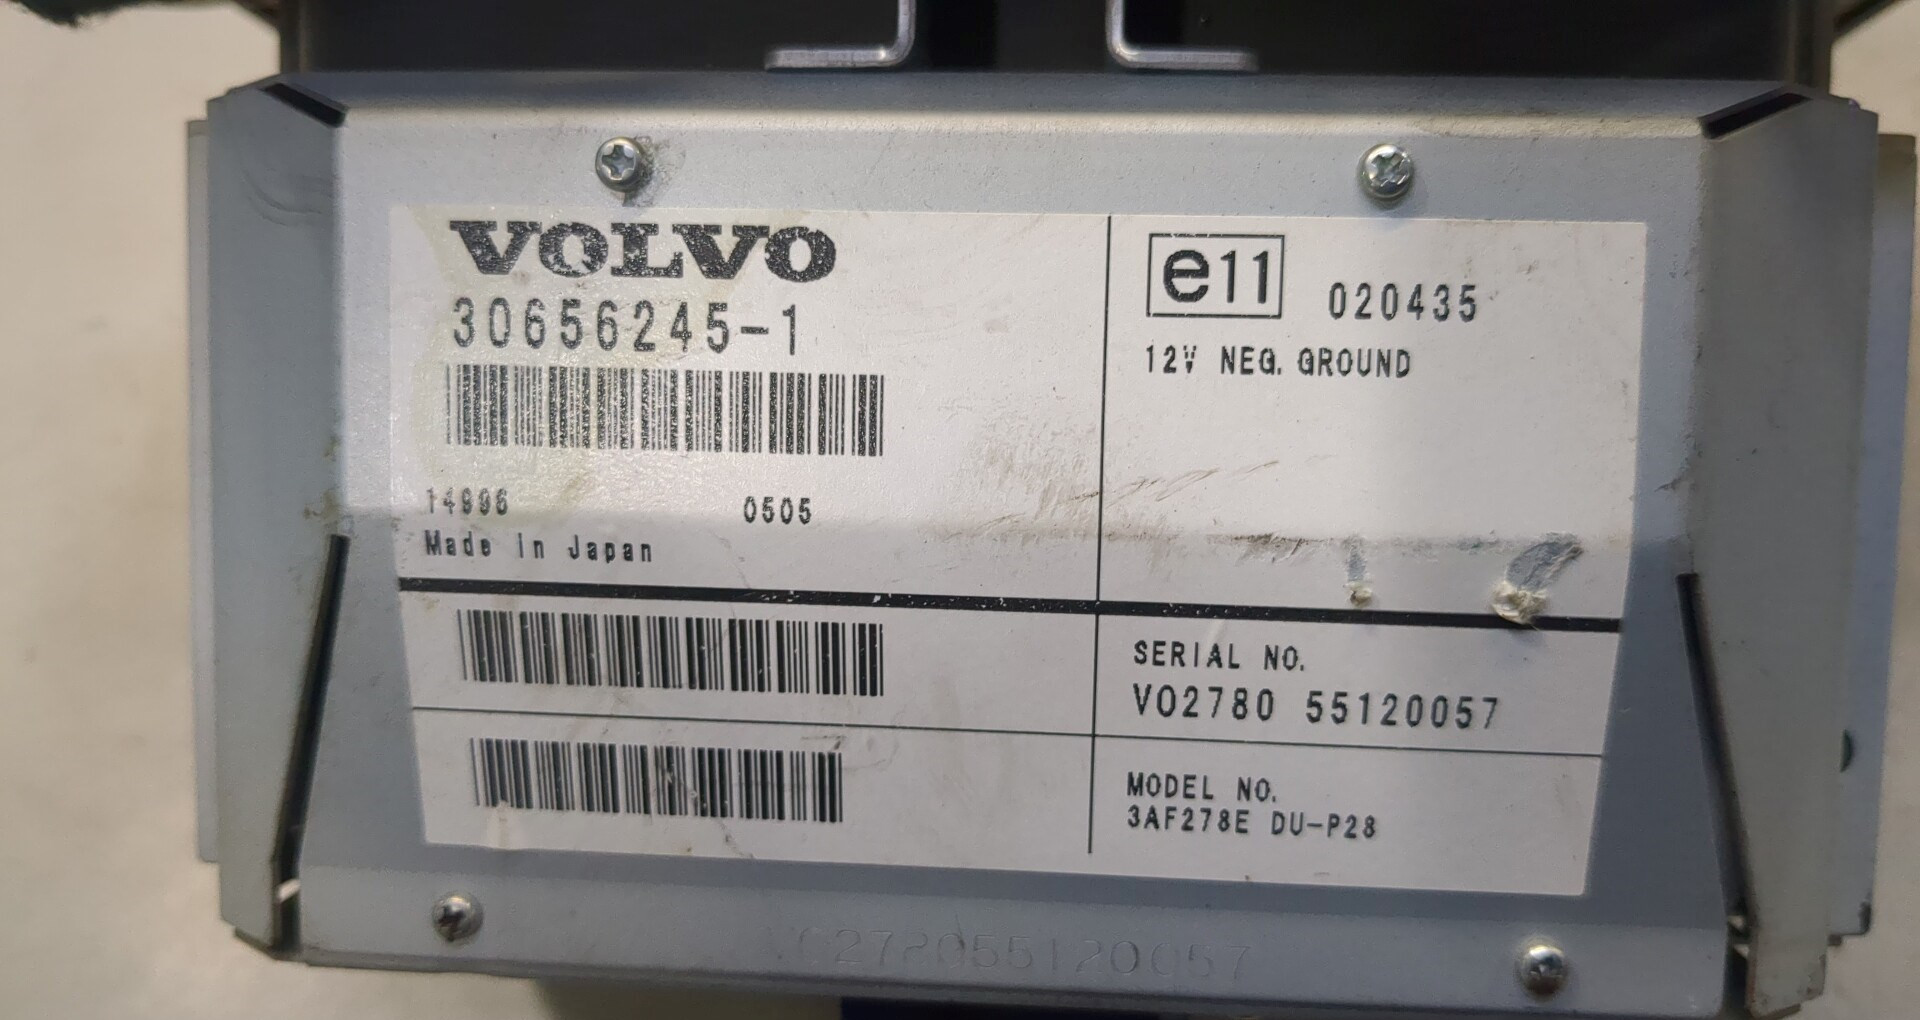 VOLVO
30656245-1
14996 0505
Made in Japan
e11 020435
12V NEG. GROUND
SERIAL NO.
VO2780 55120057
MODEL NO.
3AF278E DU-P28